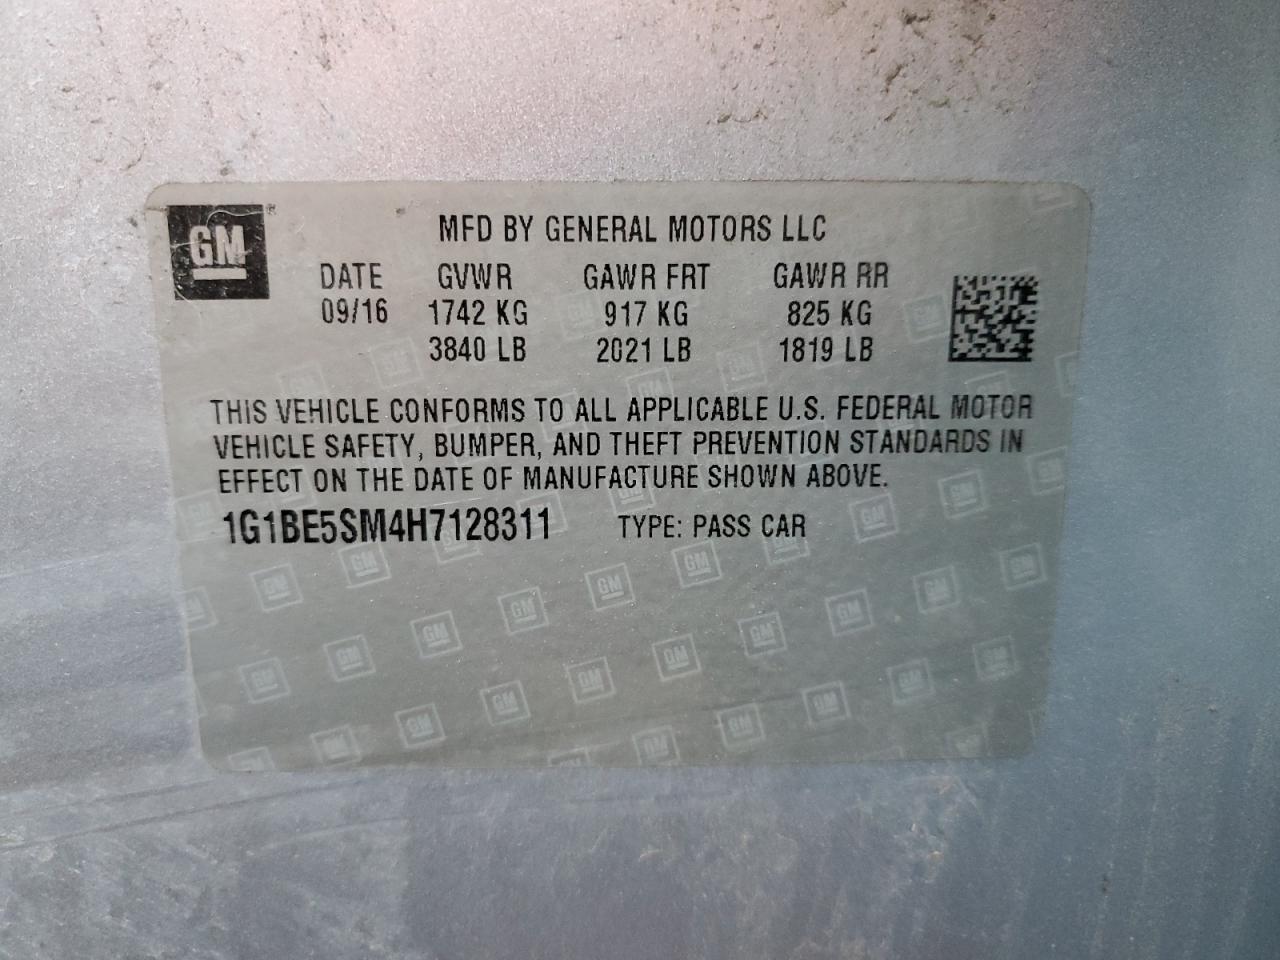 GM
MFD BY GENERAL MOTORS LLC
DATE GVWR GAWR FRT GAWR RR
09/16 1742 KG 917 KG 825 KG
3840 LB 2021 LB 1819 LB
THIS VEHICLE CONFORMS TO ALL APPLICABLE U.S. FEDERAL MOTOR
VEHICLE SAFETY, BUMPER, AND THEFT PREVENTION STANDARDS IN
EFFECT ON THE DATE OF MANUFACTURE SHOWN ABOVE.
1G1BE5SM4H7128311 TYPE: PASS CAR